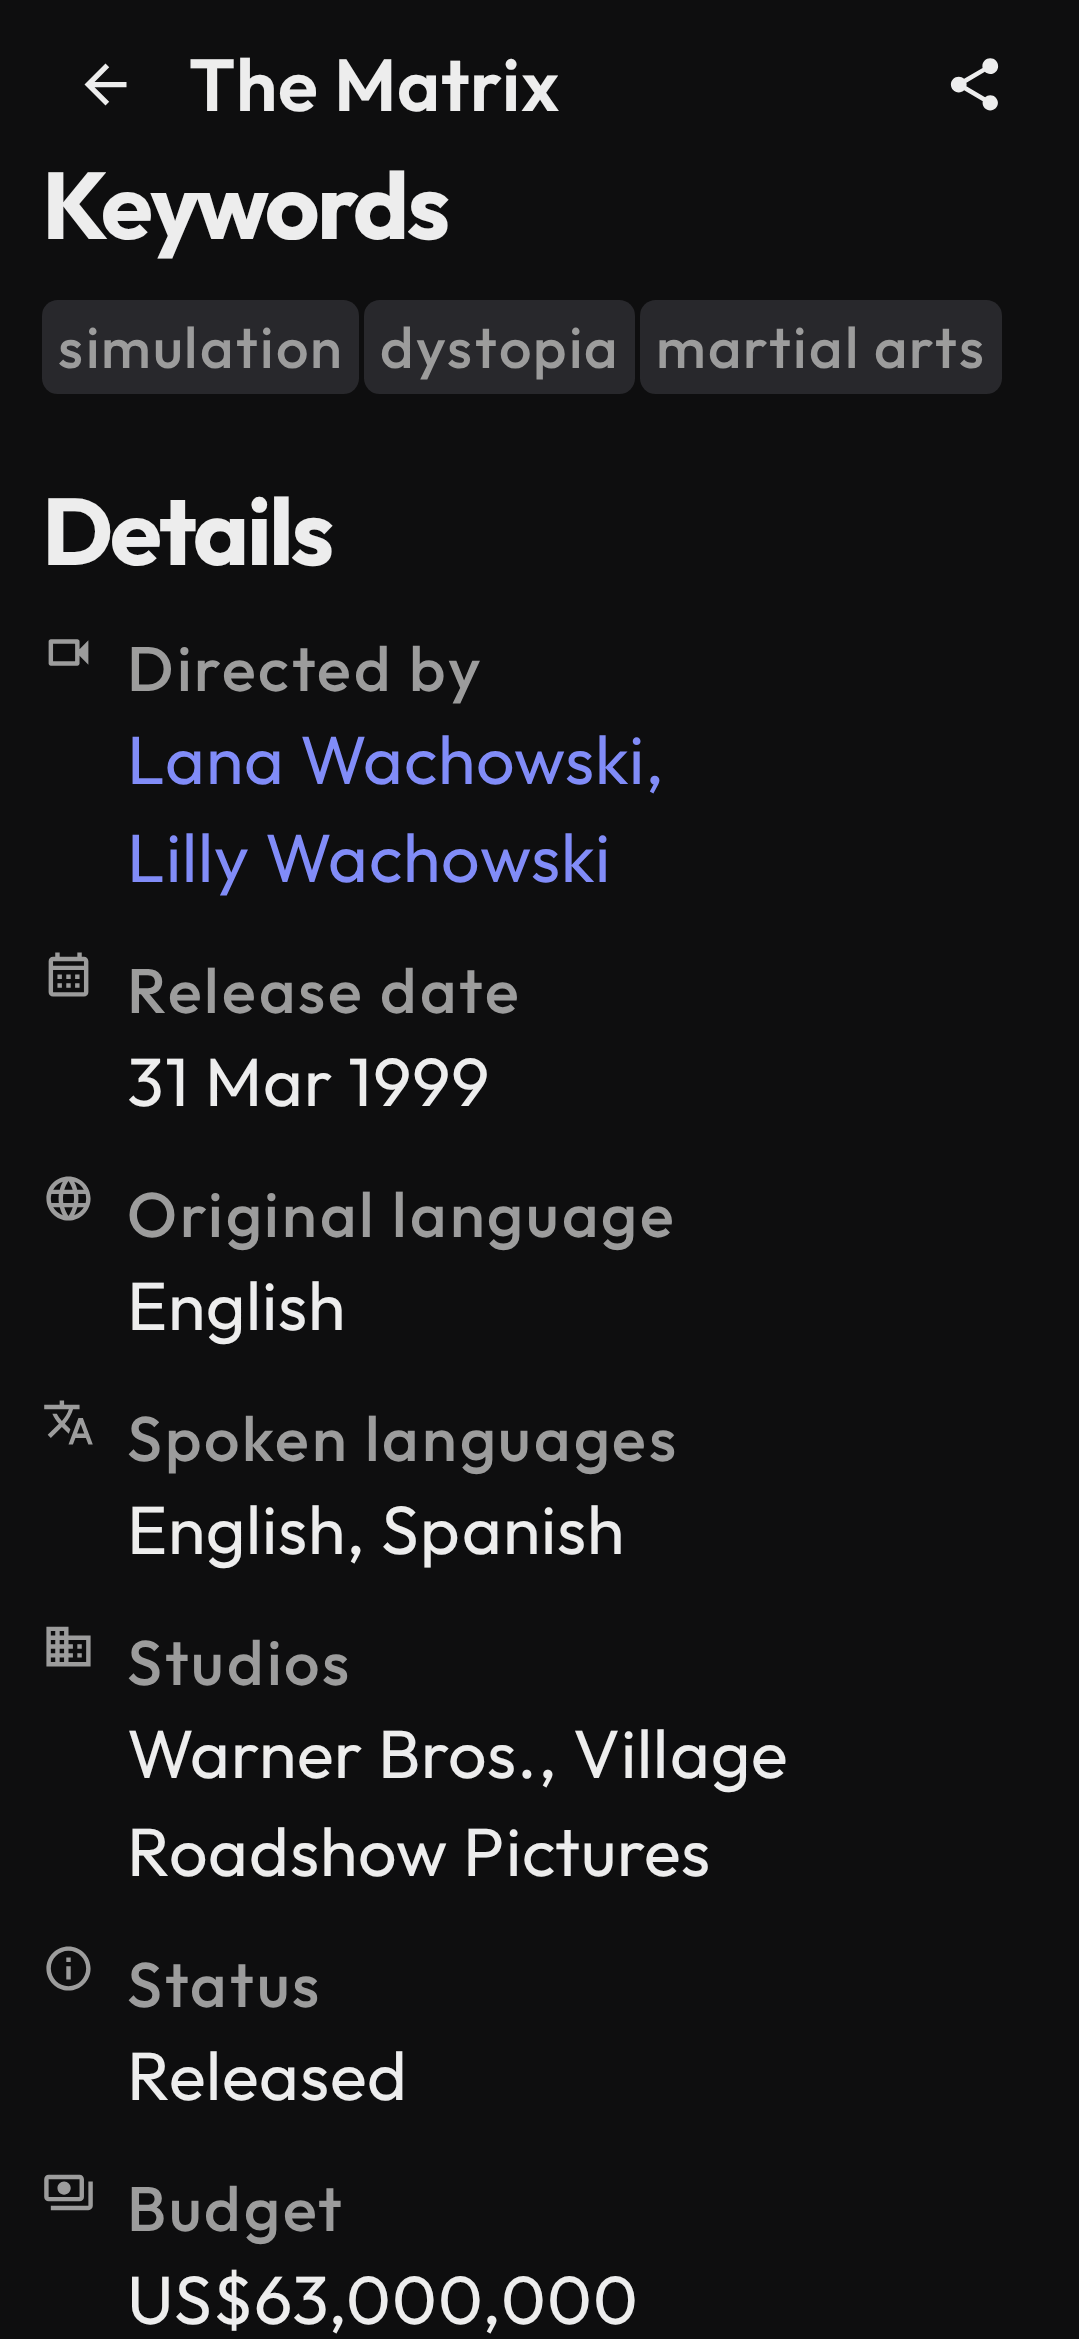 The Matrix
Keywords
simulation dystopia martial arts
Details
Directed by
Lana Wachowski,
Lilly Wachowski
Release date
31 Mar 1999
Original language
English
Spoken languages
English, Spanish
Studios
Warner Bros., Village
Roadshow Pictures
Status
Released
Budget
US$63,000,000